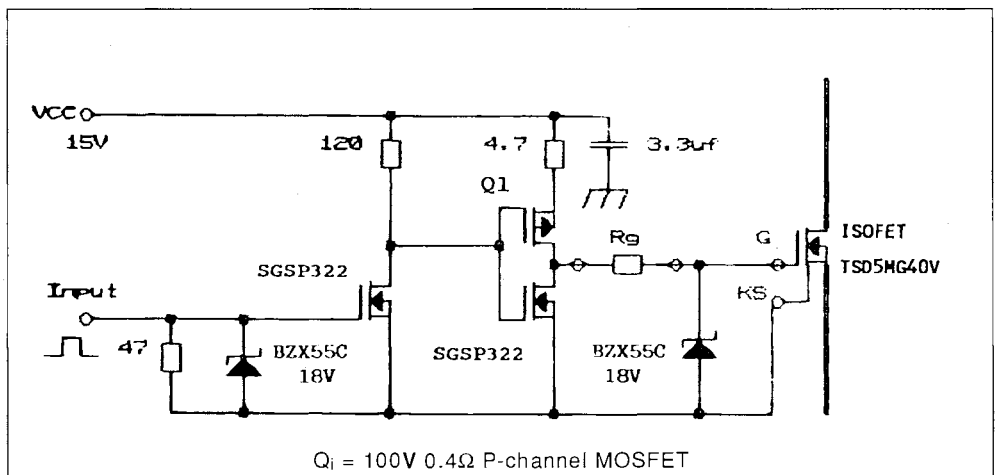 VCC
15V
120
4.7
3.3uf
Q1
Rg
G
ISOFET
TSD5MG40V
KS
SGSP322
Input
47
BZX55C
18V
SGSP322
BZX55C
18V
Qi = 100V 0.4Ω P-channel MOSFET